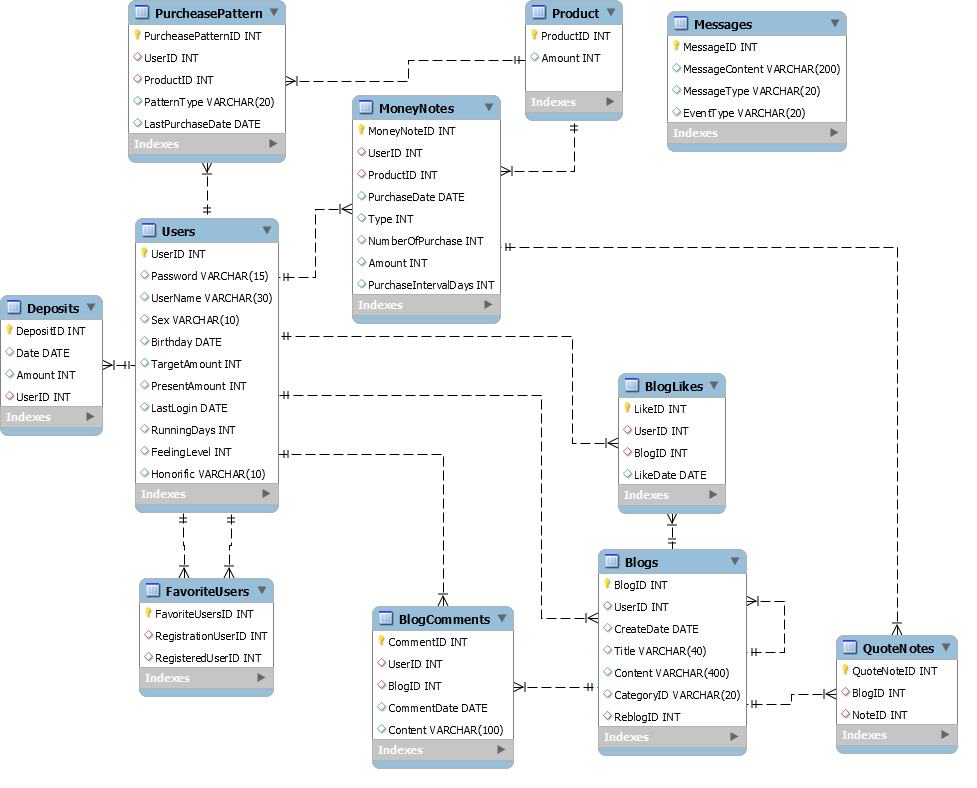 PurcheasePattern
PurcheasePatternID INT
UserID INT
ProductID INT
PatternType VARCHAR(20)
LastPurchaseDate DATE
Indexes
Product
ProductID INT
Amount INT
Indexes
Messages
MessageID INT
MessageContent VARCHAR(200)
MessageType VARCHAR(20)
EventType VARCHAR(20)
Indexes
MoneyNotes
MoneyNoteID INT
UserID INT
ProductID INT
PurchaseDate DATE
Type INT
NumberOfPurchase INT
Amount INT
PurchaseIntervalDays INT
Indexes
Users
UserID INT
Password VARCHAR(15)
UserName VARCHAR(30)
Sex VARCHAR(10)
Birthday DATE
TargetAmount INT
PresentAmount INT
LastLogin DATE
RunningDays INT
FeelingLevel INT
Honorific VARCHAR(10)
Indexes
Deposits
DepositID INT
Date DATE
Amount INT
UserID INT
Indexes
BlogLikes
LikeID INT
UserID INT
BlogID INT
LikeDate DATE
Indexes
FavoriteUsers
FavoriteUsersID INT
RegistrationUserID INT
RegisteredUserID INT
Indexes
BlogComments
CommentID INT
UserID INT
BlogID INT
CommentDate DATE
Content VARCHAR(100)
Indexes
Blogs
BlogID INT
UserID INT
CreateDate DATE
Title VARCHAR(40)
Content VARCHAR(400)
CategoryID VARCHAR(20)
ReblogID INT
Indexes
QuoteNotes
QuoteNoteID INT
BlogID INT
NoteID INT
Indexes